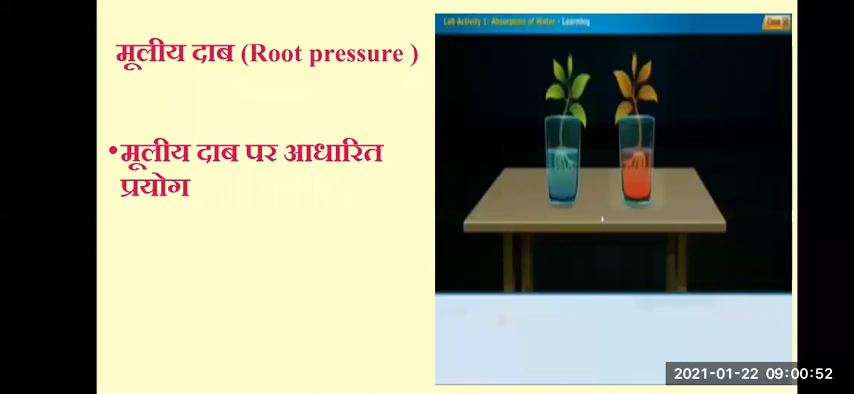 मूलीय दाब (Root pressure )
•मूलीय दाब पर आधारित
प्रयोग
Lab Activity 1: Absorption of Water - Learning
Close X
2021-01-22 09:00:52